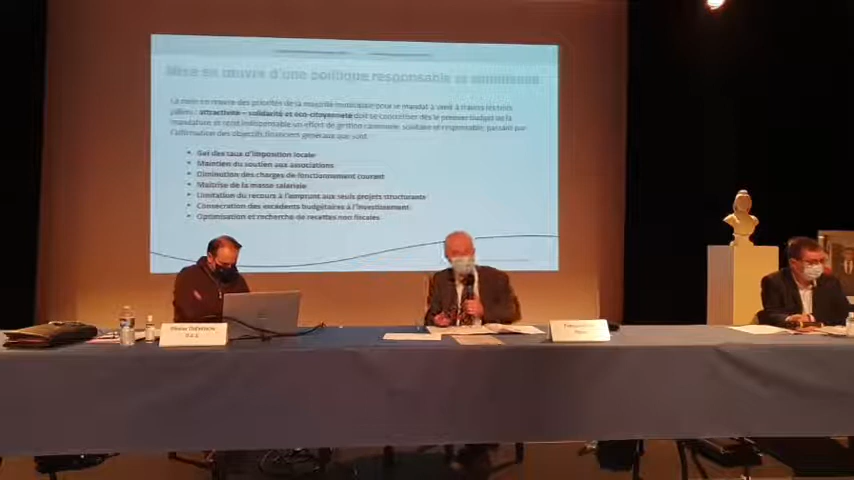 Mise en œuvre d'une politique responsable et
La mise en œuvre des priorités de la majorité municipale pour le mandat à venir à travers les trois
piliers : attractivité – solidarité et éco-citoyenneté doit se concrétiser dès le premier budget de la
mandature et rend indispensable un effort de gestion commune, solidaire et responsable, passant par
l'affirmation des objectifs financiers généraux que sont:
Gel des taux d'imposition locale
Maintien du soutien aux associations
Diminution des charges de fonctionnement courant
Maîtrise de la masse salariale
Limitation du recours à l'emprunt aux seuls projets structurants
Consécration des excédents budgétaires à l'investissement
Optimisation et recherche de recettes non fiscales